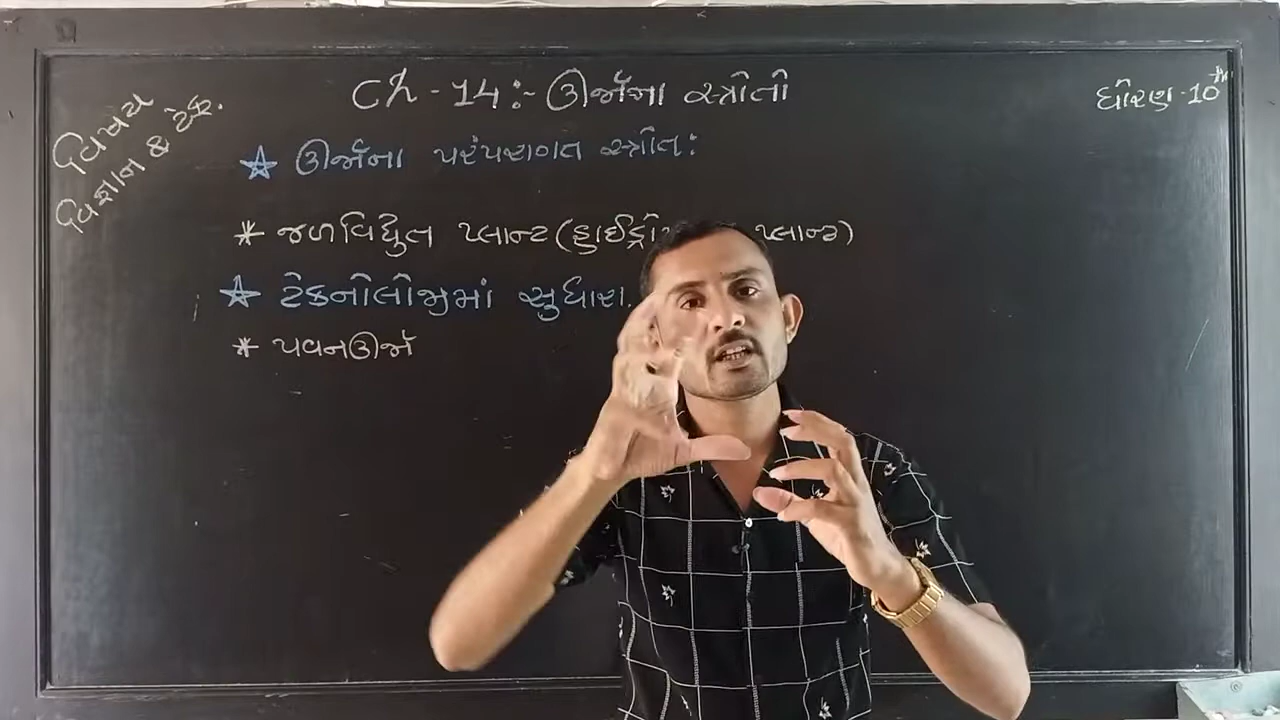 Ch - 14 :- ઊર્જાના સ્ત્રોતો
ધોરણ - 10th
વિષય
વિજ્ઞાન & ટેક.
☆ ઊર્જાના પરંપરાગત સ્ત્રોત :
* જળવિદ્યુત પ્લાન્ટ (હાઈડ્રો પ્લાન્ટ)
☆ ટેકનોલોજીમાં સુધારા.
* પવનઊર્જા